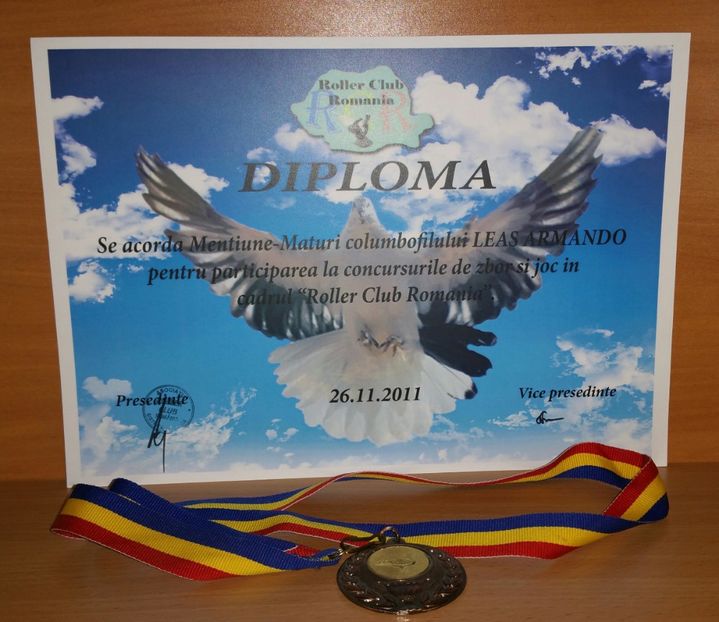 Roller Club
Romania
R R
DIPLOMA
Se acorda Mentiune-Maturi columbofilului LEAS ARMANDO
pentru participarea la concursurile de zbor si joc in
cadrul "Roller Club Romania".
Presedinte
26.11.2011
Vice presedinte
CLUB